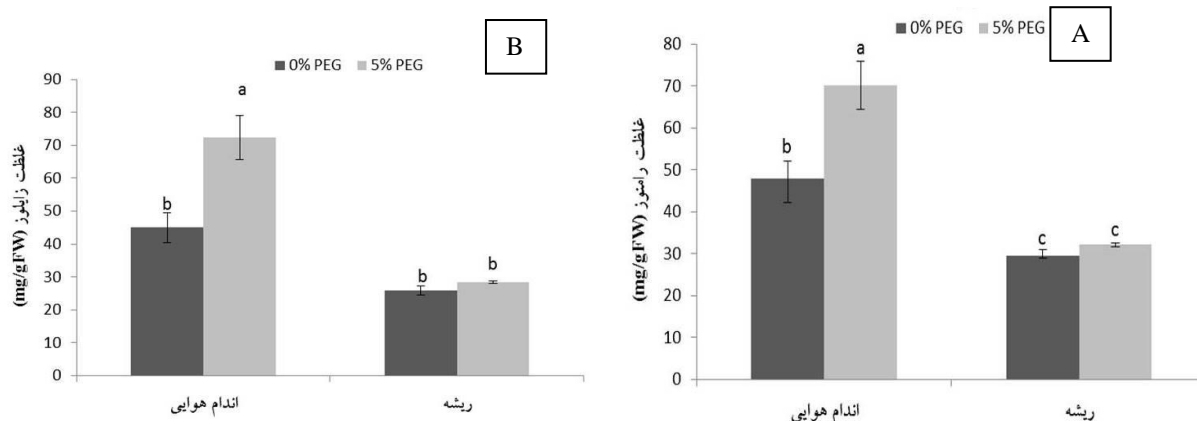 B
0% PEG 5% PEG
90
80
70
60
50
40
30
20
10
0
غلظت زایلوز (mg/gFW)
b
a
b
b
اندام هوایی
ریشه
A
0% PEG 5% PEG
80
70
60
50
40
30
20
10
0
غلظت رامنوز (mg/gFW)
b
a
c
c
اندام هوایی
ریشه